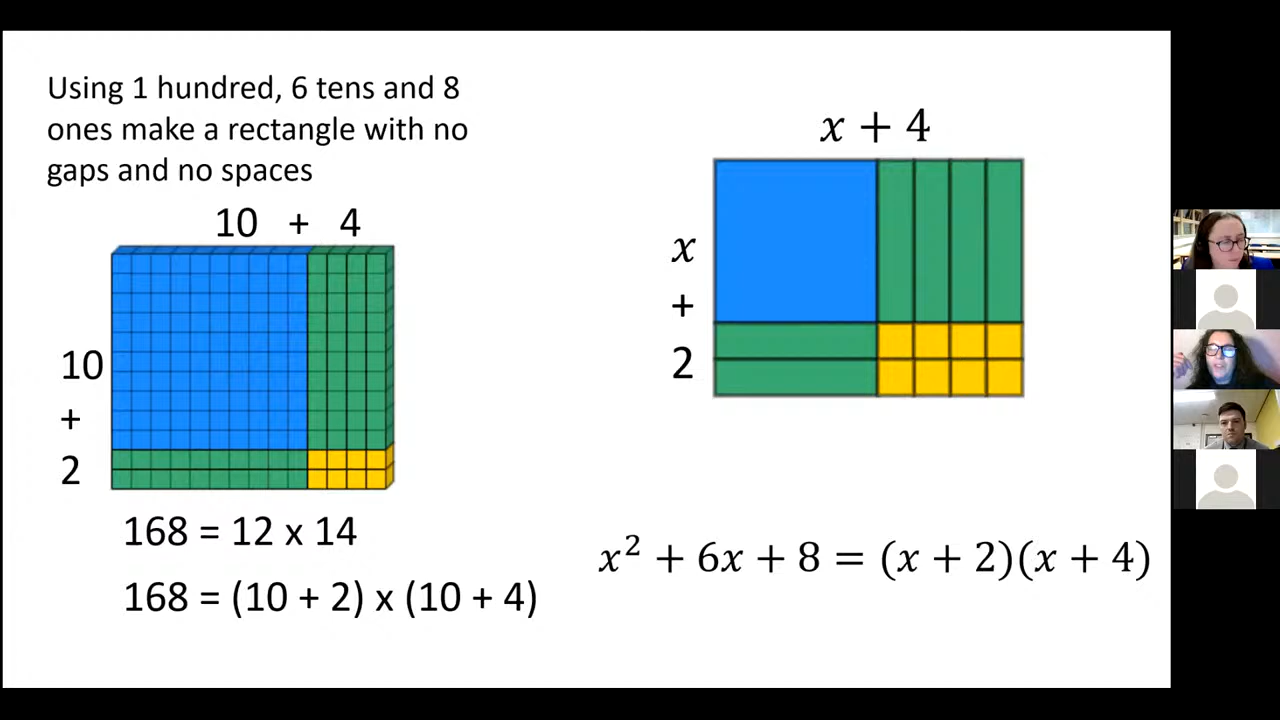 Using 1 hundred, 6 tens and 8
ones make a rectangle with no
gaps and no spaces
10 + 4
10
+
2
168 = 12 x 14
168 = (10 + 2) x (10 + 4)
x + 4
x
+
2
x² + 6x + 8 = (x + 2)(x + 4)